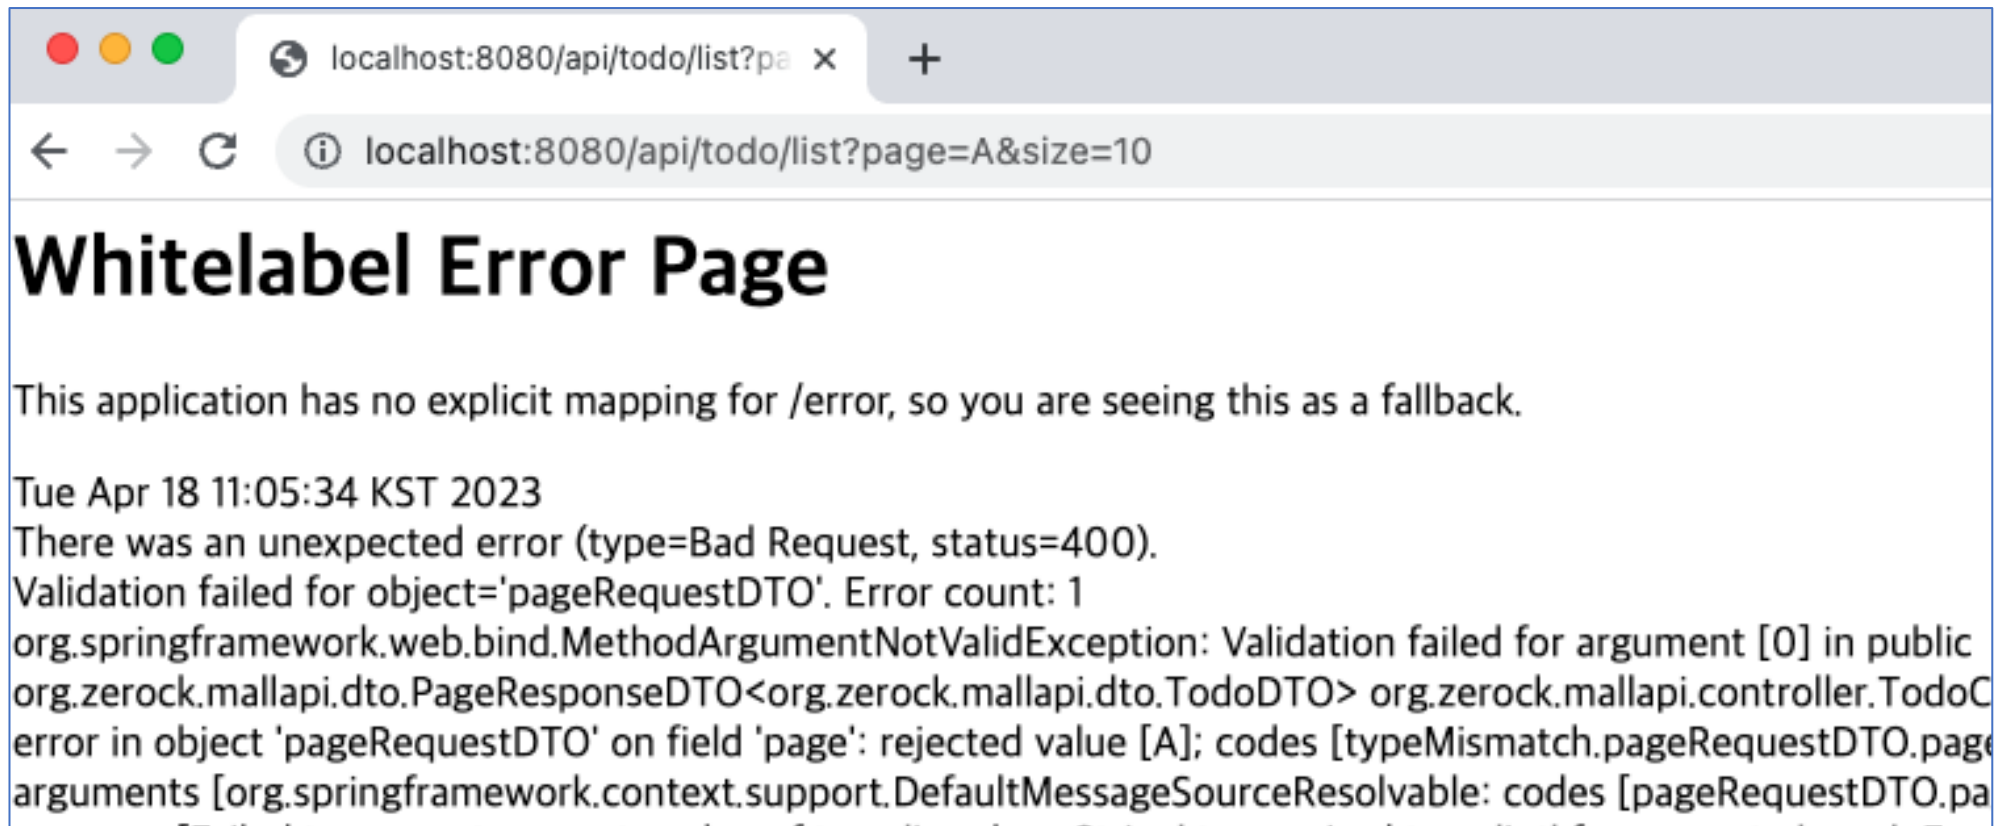 localhost:8080/api/todo/list?pa
localhost:8080/api/todo/list?page=A&size=10
Whitelabel Error Page
This application has no explicit mapping for /error, so you are seeing this as a fallback.
Tue Apr 18 11:05:34 KST 2023
There was an unexpected error (type=Bad Request, status=400).
Validation failed for object='pageRequestDTO'. Error count: 1
org.springframework.web.bind.MethodArgumentNotValidException: Validation failed for argument [0] in public
org.zerock.mallapi.dto.PageResponseDTO<org.zerock.mallapi.dto.TodoDTO> org.zerock.mallapi.controller.TodoC
error in object 'pageRequestDTO' on field 'page': rejected value [A]; codes [typeMismatch.pageRequestDTO.page
arguments [org.springframework.context.support.DefaultMessageSourceResolvable: codes [pageRequestDTO.pa